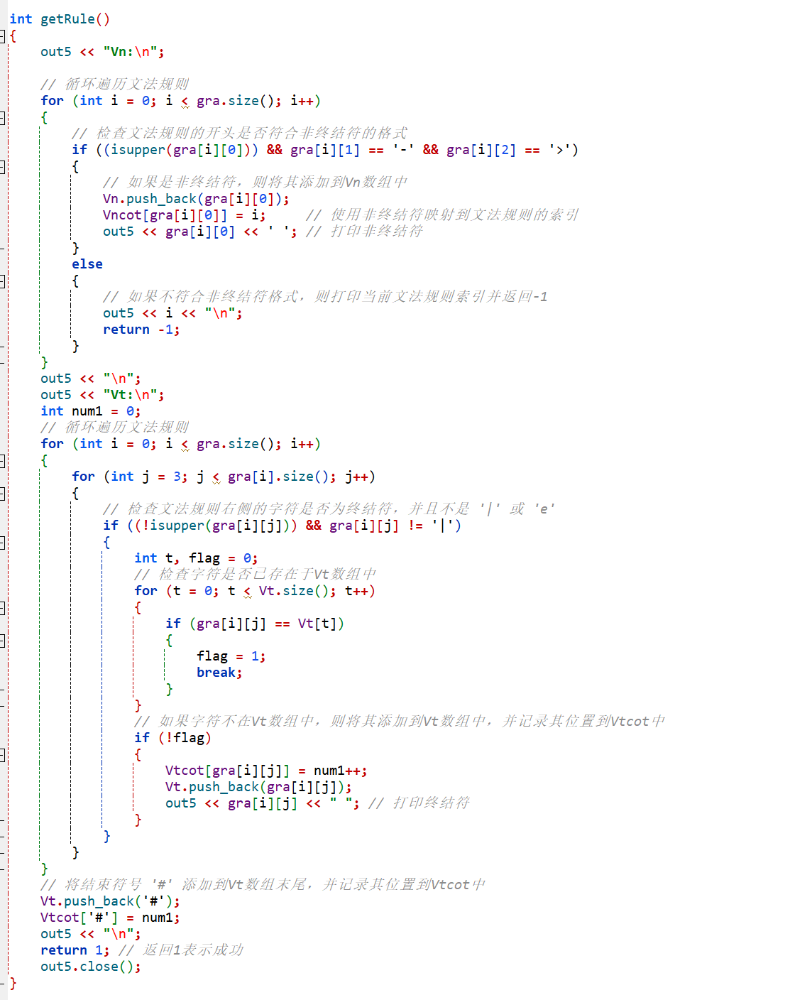 int getRule()
{
    out5 << "Vn:\n";

    // 循环遍历文法规则
    for (int i = 0; i < gra.size(); i++)
    {
        // 检查文法规则的开头是否符合非终结符的格式
        if ((isupper(gra[i][0])) && gra[i][1] == '-' && gra[i][2] == '>')
        {
            // 如果是非终结符，则将其添加到Vn数组中
            Vn.push_back(gra[i][0]);
            Vncot[gra[i][0]] = i;     // 使用非终结符映射到文法规则的索引
            out5 << gra[i][0] << ' '; // 打印非终结符
        }
        else
        {
            // 如果不符合非终结符格式，则打印当前文法规则索引并返回-1
            out5 << i << "\n";
            return -1;
        }
    }
    out5 << "\n";
    out5 << "Vt:\n";
    int num1 = 0;
    // 循环遍历文法规则
    for (int i = 0; i < gra.size(); i++)
    {
        for (int j = 3; j < gra[i].size(); j++)
        {
            // 检查文法规则右侧的字符是否为终结符，并且不是 '|' 或 'e'
            if ((!isupper(gra[i][j])) && gra[i][j] != '|')
            {
                int t, flag = 0;
                // 检查字符是否已存在于Vt数组中
                for (t = 0; t < Vt.size(); t++)
                {
                    if (gra[i][j] == Vt[t])
                    {
                        flag = 1;
                        break;
                    }
                }
                // 如果字符不在Vt数组中，则将其添加到Vt数组中，并记录其位置到Vtcot中
                if (!flag)
                {
                    Vtcot[gra[i][j]] = num1++;
                    Vt.push_back(gra[i][j]);
                    out5 << gra[i][j] << " "; // 打印终结符
                }
            }
        }
    }
    // 将结束符号 '#' 添加到Vt数组末尾，并记录其位置到Vtcot中
    Vt.push_back('#');
    Vtcot['#'] = num1;
    out5 << "\n";
    return 1; // 返回1表示成功
    out5.close();
}